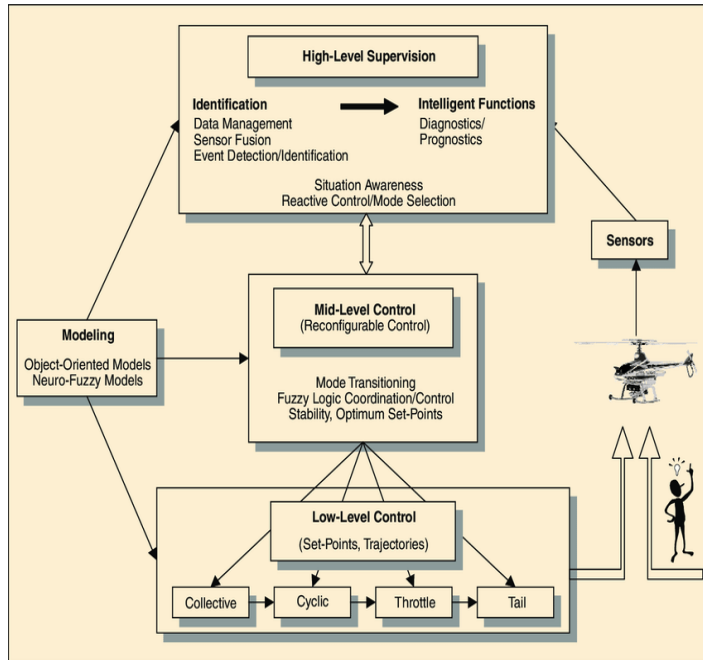 High-Level Supervision
Identification
Data Management
Sensor Fusion
Event Detection/Identification
Intelligent Functions
Diagnostics/
Prognostics
Situation Awareness
Reactive Control/Mode Selection
Sensors
Modeling
Object-Oriented Models
Neuro-Fuzzy Models
Mid-Level Control
(Reconfigurable Control)
Mode Transitioning
Fuzzy Logic Coordination/Control
Stability, Optimum Set-Points
Low-Level Control
(Set-Points, Trajectories)
Collective
Cyclic
Throttle
Tail